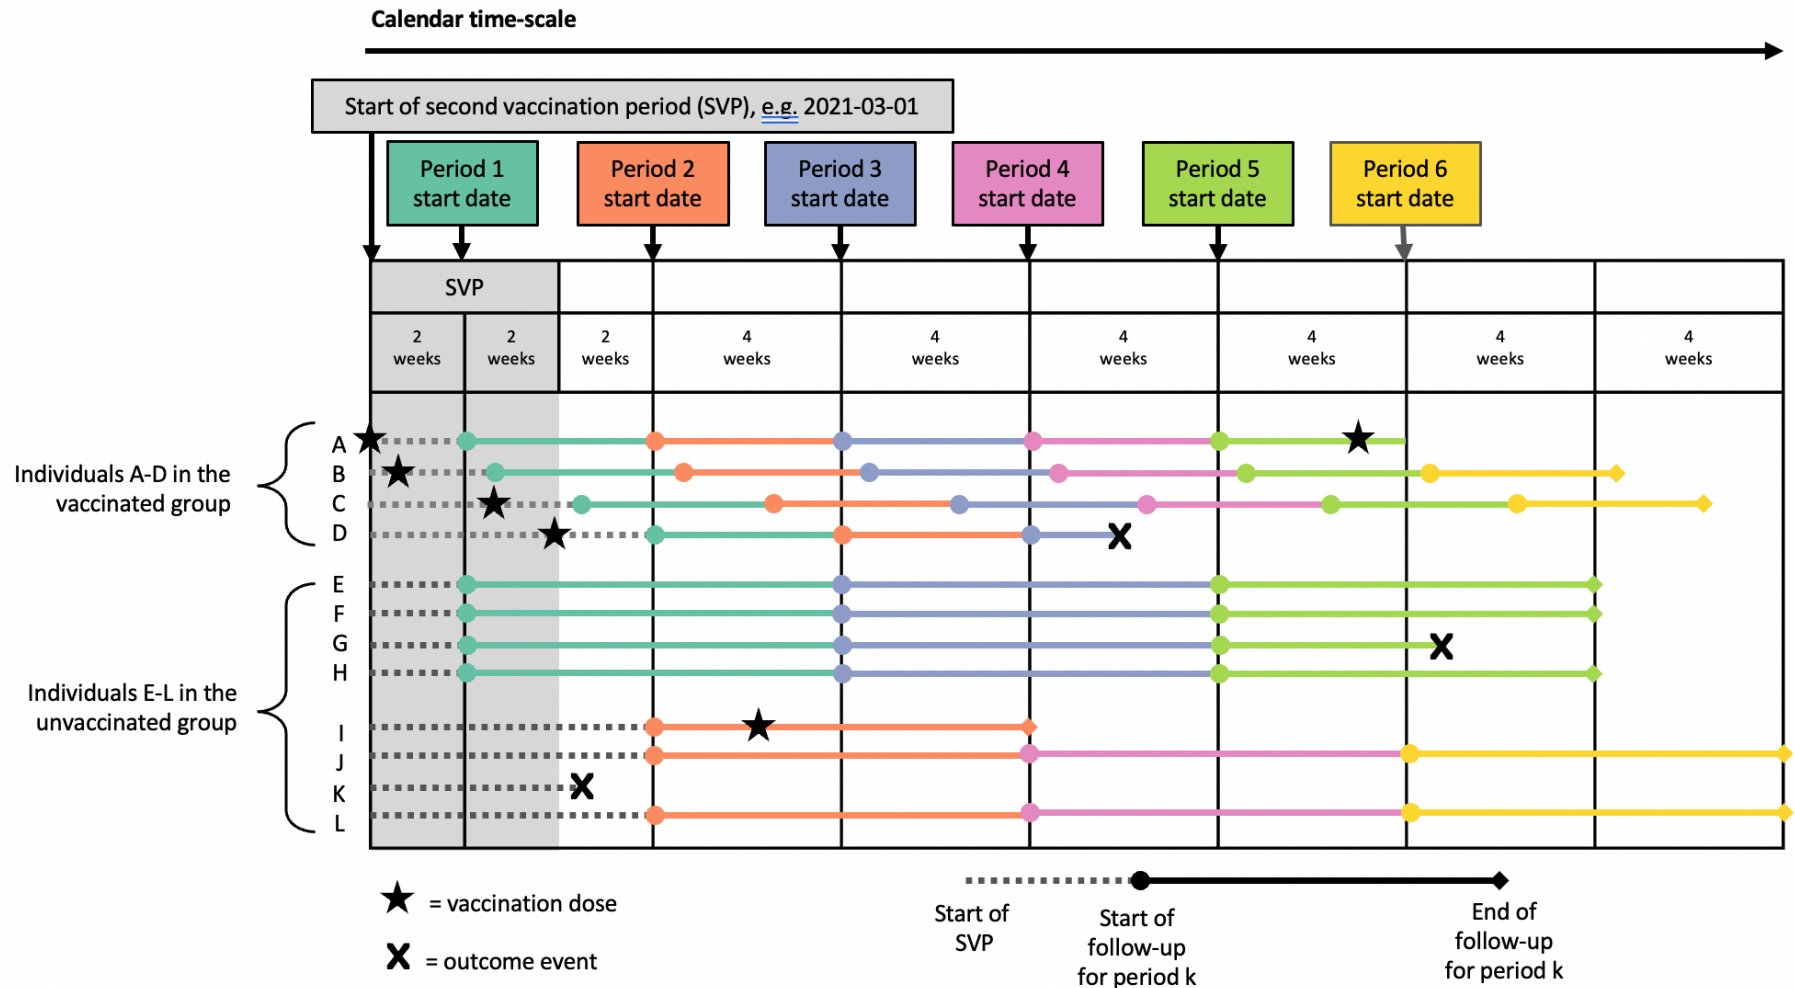 Calendar time-scale
Start of second vaccination period (SVP), e.g. 2021-03-01
Period 1
start date
Period 2
start date
Period 3
start date
Period 4
start date
Period 5
start date
Period 6
start date
SVP
2
weeks
2
weeks
2
weeks
4
weeks
4
weeks
4
weeks
4
weeks
4
weeks
4
weeks
Individuals A-D in the
vaccinated group
A
B
C
D
Individuals E-L in the
unvaccinated group
E
F
G
H
I
J
K
L
= vaccination dose
= outcome event
Start of
SVP
Start of
follow-up
for period k
End of
follow-up
for period k